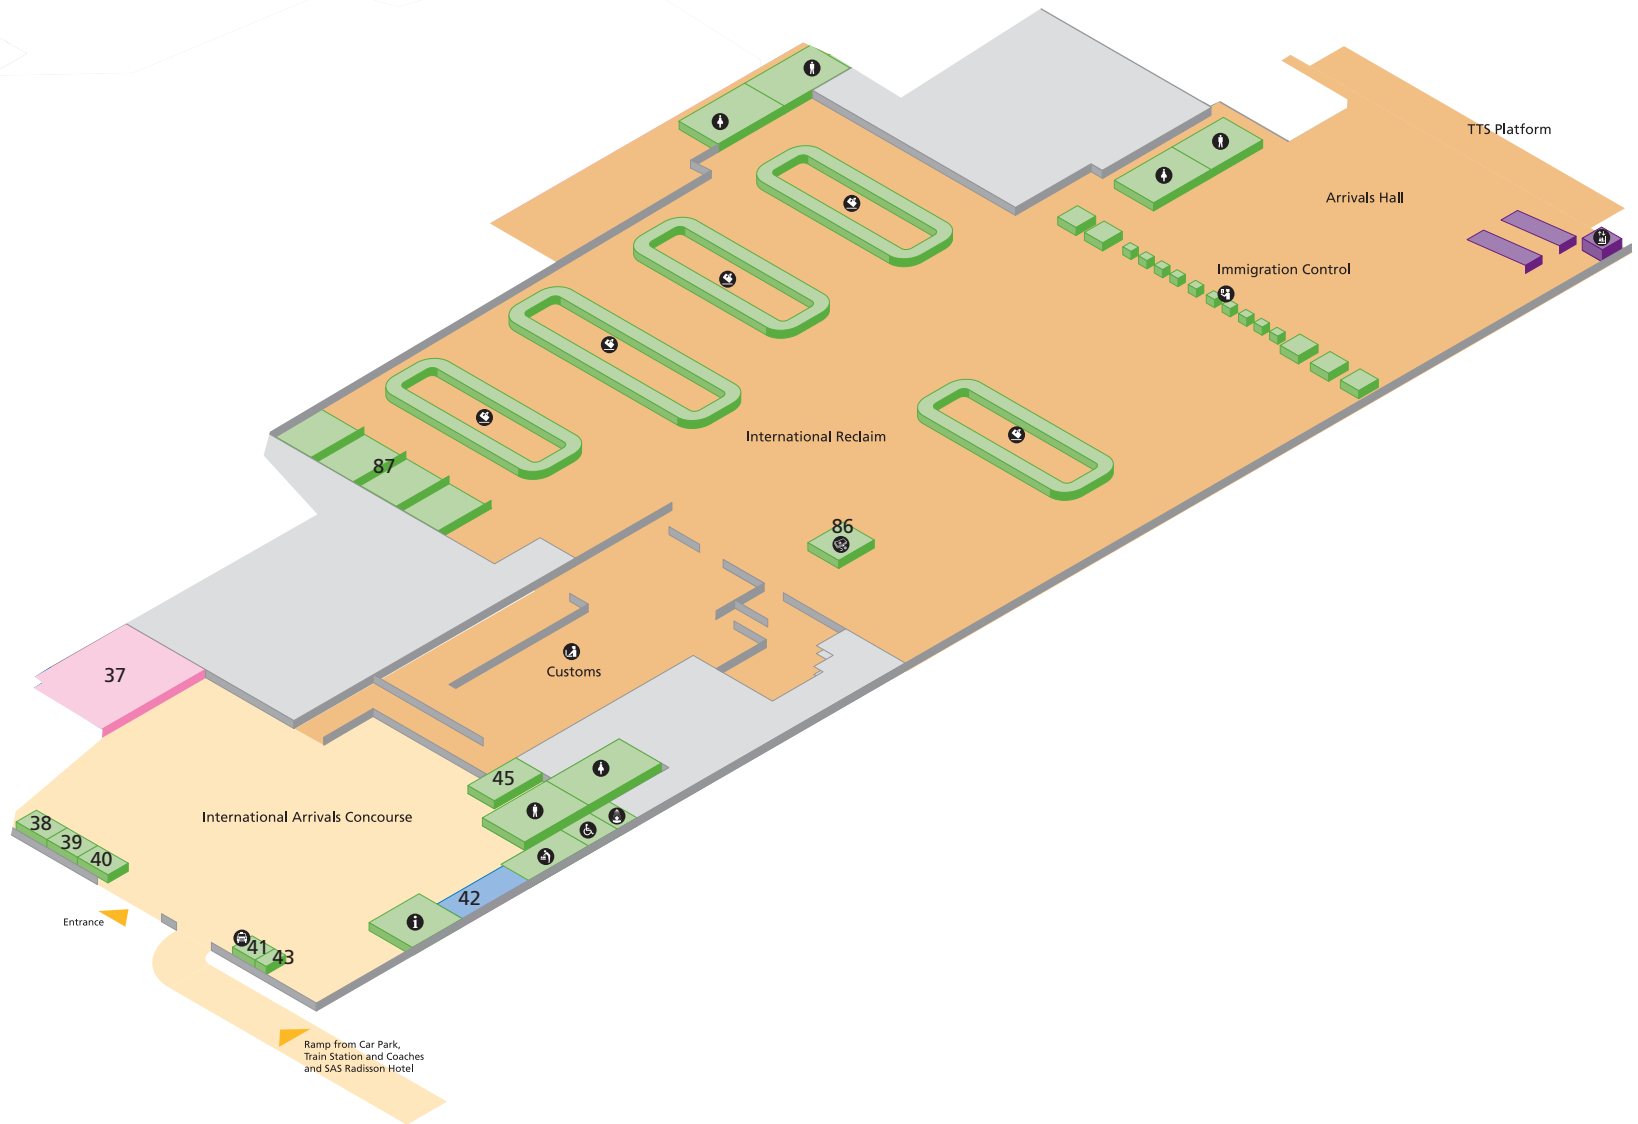 TTS Platform
Arrivals Hall
Immigration Control
International Reclaim
87
86
Customs
37
45
International Arrivals Concourse
38
39
40
42
Entrance
41
43
Ramp from Car Park,
Train Station and Coaches
and SAS Radisson Hotel